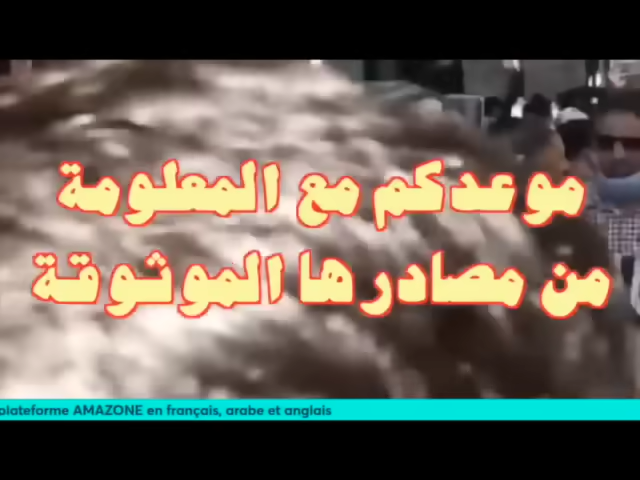 موعدكم مع المعلومة
من مصادرها الموثوقة
plateforme AMAZONE en français, arabe et anglais